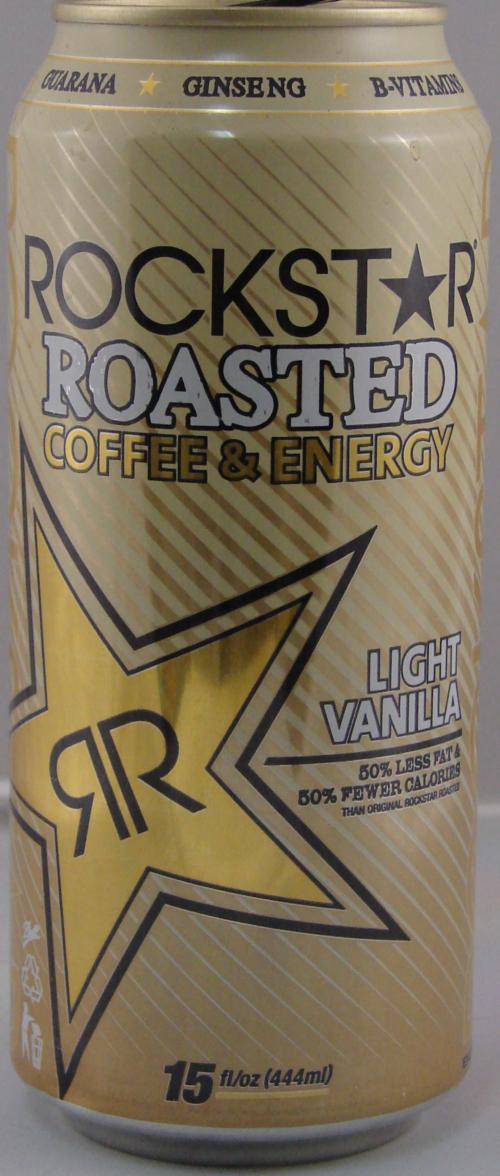 GUARANA ★ GINSENG ★ B-VITAMINS
ROCKSTAR
ROASTED
COFFEE & ENERGY
LIGHT
VANILLA
50% LESS FAT &
50% FEWER CALORIES
THAN ORIGINAL ROCKSTAR ROASTED
RR
15 fl/oz (444ml)